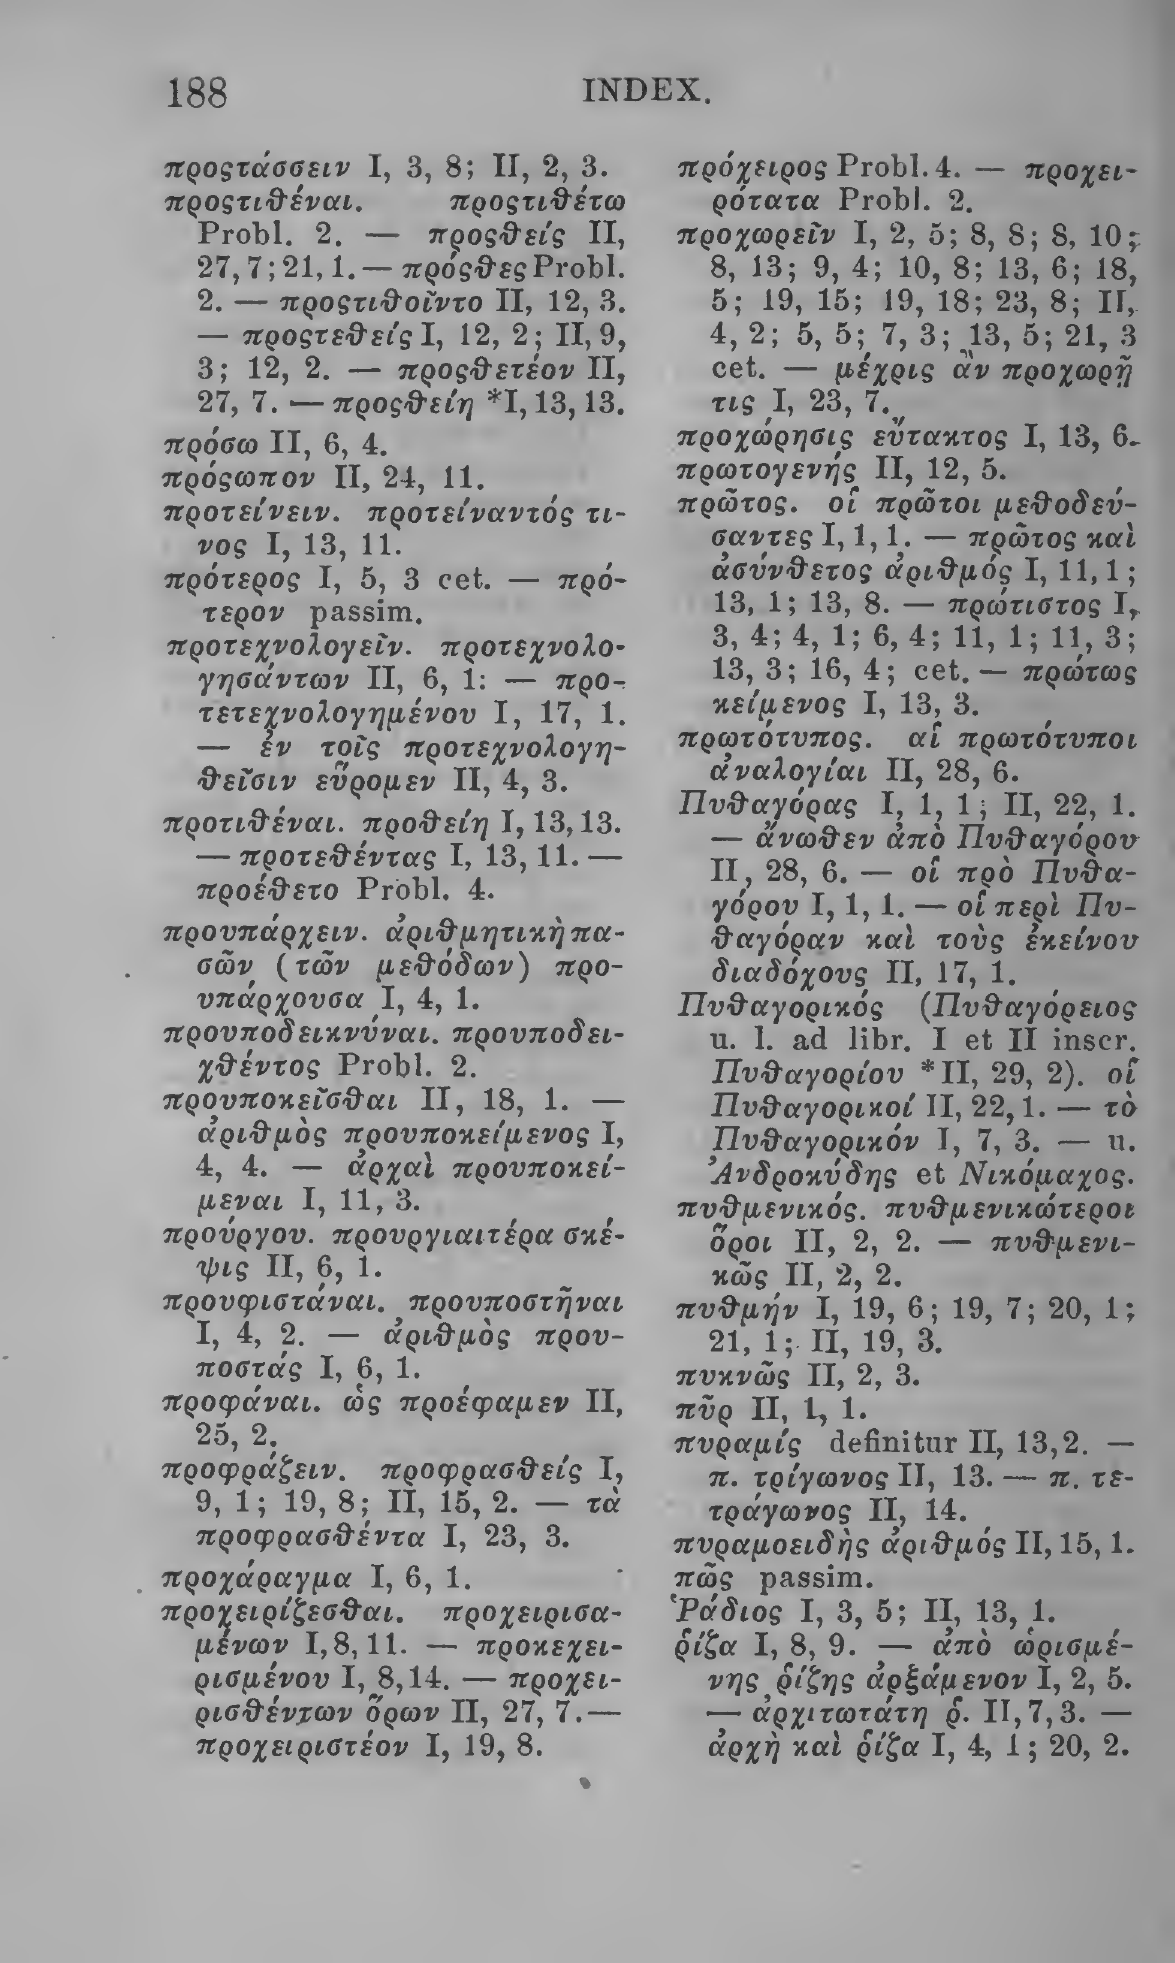 188 INDEX.
προςτάσσειν I, 3, 8; II, 2, 3.
προςτιθέναι. προςτιθέτω
Probl. 2. — προςθείς II,
27, 7; 21, 1. — πρόςθες Probl.
2. — προςτιθοῖντο II, 12, 3.
— προςτεθείς I, 12, 2; II, 9,
3; 12, 2. — προςθετέον II,
27, 7. — προςθείη *I, 13, 13.
πρόσω II, 6, 4.
πρόςωπον II, 24, 11.
προτείνειν. προτείναντός τι-
νος I, 13, 11.
πρότερος I, 5, 3 cet. — πρό-
τερον passim.
προτεχνολογεῖν. προτεχνολο-
γησάντων II, 6, 1: — προ-
τετεχνολογημένου I, 17, 1.
— ἐν τοῖς προτεχνολογη-
θεῖσιν εὕρομεν II, 4, 3.
προτιθέναι. προθείη I, 13, 13.
— προτεθέντας I, 13, 11. —
προέθετο Probl. 4.
προυπάρχειν. ἀριθμητικὴ πα-
σῶν (τῶν μεθόδων) προ-
υπάρχουσα I, 4, 1.
προυποδεικνύναι. προυποδει-
χθέντος Probl. 2.
προυποκεῖσθαι II, 18, 1. —
ἀριθμὸς προυποκείμενος I,
4, 4. — ἀρχαὶ προυποκεί-
μεναι I, 11, 3.
προύργου. προυργιαιτέρα σκέ-
ψις II, 6, 1.
προυφιστάναι. προυποστῆναι
I, 4, 2. — ἀριθμὸς πρου-
ποστάς I, 6, 1.
προφάναι. ὡς προέφαμεν II,
25, 2.
προφράζειν. προφρασθείς I,
9, 1; 19, 8; II, 15, 2. — τὰ
προφρασθέντα I, 23, 3.
προχάραγμα I, 6, 1.
προχειρίζεσθαι. προχειρισα-
μένων I, 8, 11. — προκεχει-
ρισμένου I, 8, 14. — προχει-
ρισθέντων ὅρων II, 27, 7. —
προχειριστέον I, 19, 8.
πρόχειρος Probl. 4. — προχει-
ρότατα Probl. 2.
προχωρεῖν I, 2, 5; 8, 8; 8, 10;
8, 13; 9, 4; 10, 8; 13, 6; 18,
5; 19, 15; 19, 18; 23, 8; II,
4, 2; 5, 5; 7, 3; 13, 5; 21, 3
cet. — μέχρις ἂν προχωρῇ
τις I, 23, 7.
προχώρησις εὔτακτος I, 13, 6.
πρωτογενής II, 12, 5.
πρῶτος. οἱ πρῶτοι μεθοδεύ-
σαντες I, 1, 1. — πρῶτος καὶ
ἀσύνθετος ἀριθμός I, 11, 1;
13, 1; 13, 8. — πρώτιστος I,
3, 4; 4, 1; 6, 4; 11, 1; 11, 3;
13, 3; 16, 4; cet. — πρώτως
κείμενος I, 13, 3.
πρωτότυπος. αἱ πρωτότυποι
ἀναλογίαι II, 28, 6.
Πυθαγόρας I, 1, 1; II, 22, 1.
— ἄνωθεν ἀπὸ Πυθαγόρου
II, 28, 6. — οἱ πρὸ Πυθα-
γόρου I, 1, 1. — οἱ περὶ Πυ-
θαγόραν καὶ τοὺς ἐκείνου
διαδόχους II, 17, 1.
Πυθαγορικός (Πυθαγόρειος
u. l. ad libr. I et II inscr.
Πυθαγορίου *II, 29, 2). οἱ
Πυθαγορικοί II, 22, 1. — τὸ
Πυθαγορικόν I, 7, 3. — u.
Ἀνδροκύδης et Νικόμαχος.
πυθμενικός. πυθμενικώτεροι
ὅροι II, 2, 2. — πυθμενι-
κῶς II, 2, 2.
πυθμήν I, 19, 6; 19, 7; 20, 1;
21, 1; II, 19, 3.
πυκνῶς II, 2, 3.
πῦρ II, 1, 1.
πυραμίς definitur II, 13, 2. —
π. τρίγωνος II, 13. — π. τε-
τράγωνος II, 14.
πυραμοειδὴς ἀριθμός II, 15, 1.
πῶς passim.
Ῥάδιος I, 3, 5; II, 13, 1.
ῥίζα I, 8, 9. — ἀπὸ ὡρισμέ-
νης ῥίζης ἀρξάμενον I, 2, 5.
— ἀρχιτωτάτη ῥ. II, 7, 3. —
ἀρχὴ καὶ ῥίζα I, 4, 1; 20, 2.